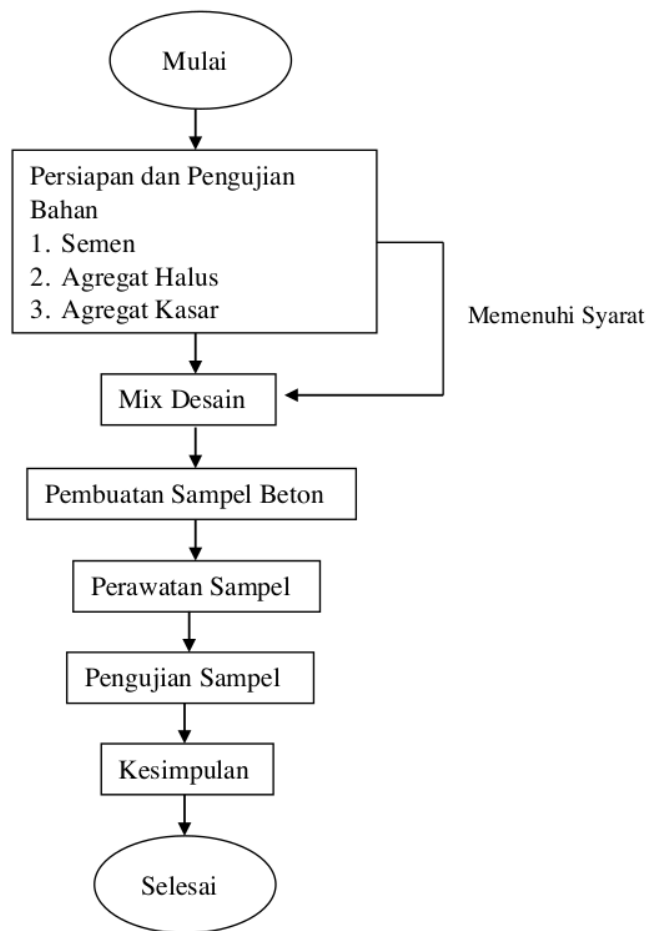 Mulai
Persiapan dan Pengujian
Bahan
1. Semen
2. Agregat Halus
3. Agregat Kasar
Memenuhi Syarat
Mix Desain
Pembuatan Sampel Beton
Perawatan Sampel
Pengujian Sampel
Kesimpulan
Selesai